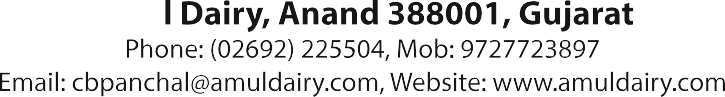 Dairy, Anand 388001, Gujarat
Phone: (02692) 225504, Mob: 9727723897
Email: cbpanchal@amuldairy.com, Website: www.amuldairy.com